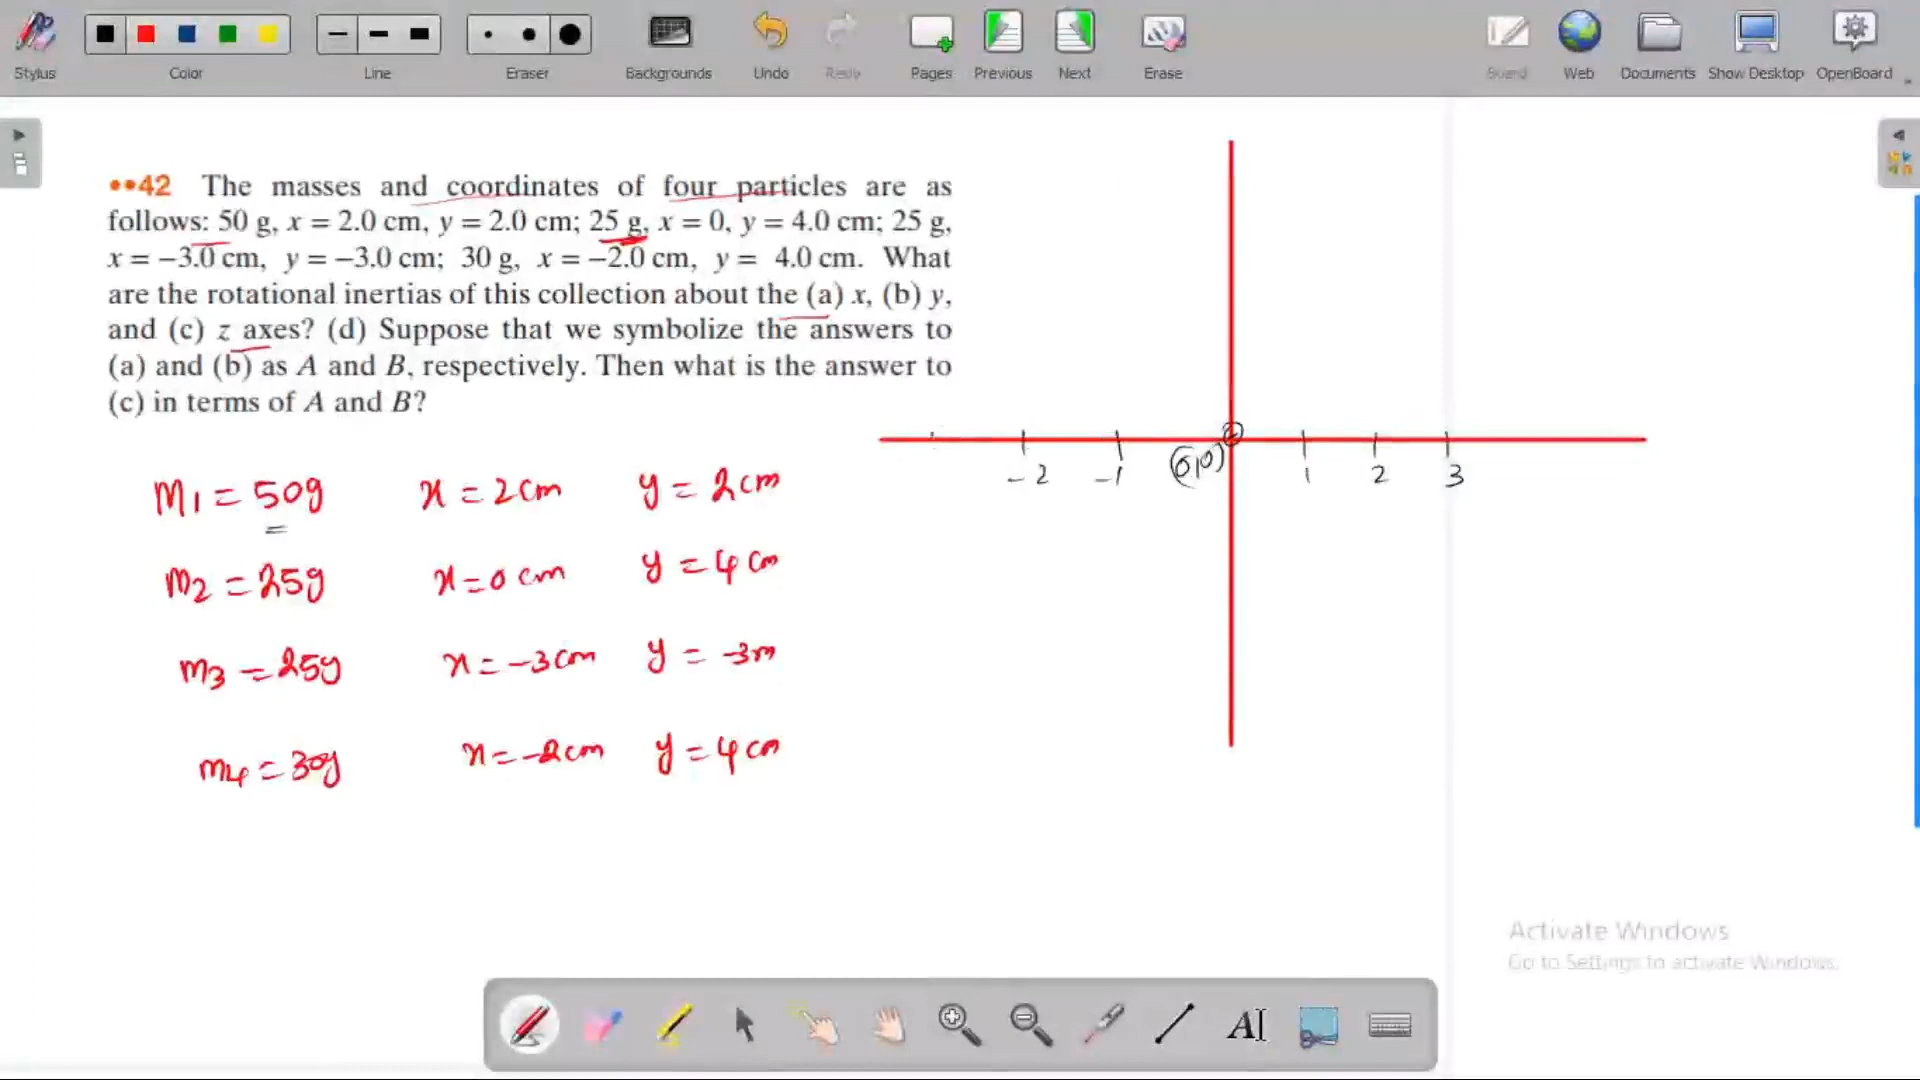 Stylus Color Line Eraser Backgrounds Undo Redo Pages Previous Next Erase Board Web Documents Show Desktop OpenBoard
••42 The masses and coordinates of four particles are as
follows: 50 g, x = 2.0 cm, y = 2.0 cm; 25 g, x = 0, y = 4.0 cm; 25 g,
x = −3.0 cm, y = −3.0 cm; 30 g, x = −2.0 cm, y = 4.0 cm. What
are the rotational inertias of this collection about the (a) x, (b) y,
and (c) z axes? (d) Suppose that we symbolize the answers to
(a) and (b) as A and B, respectively. Then what is the answer to
(c) in terms of A and B?
-2 -1 (0,0) 1 2 3
M1 = 50g x = 2cm y = 2cm
M2 = 25g x = 0 cm y = 4 cm
M3 = 25g x = -3cm y = -3m
M4 = 30g x = -2cm y = 4cm
Activate Windows
Go to Settings to activate Windows.